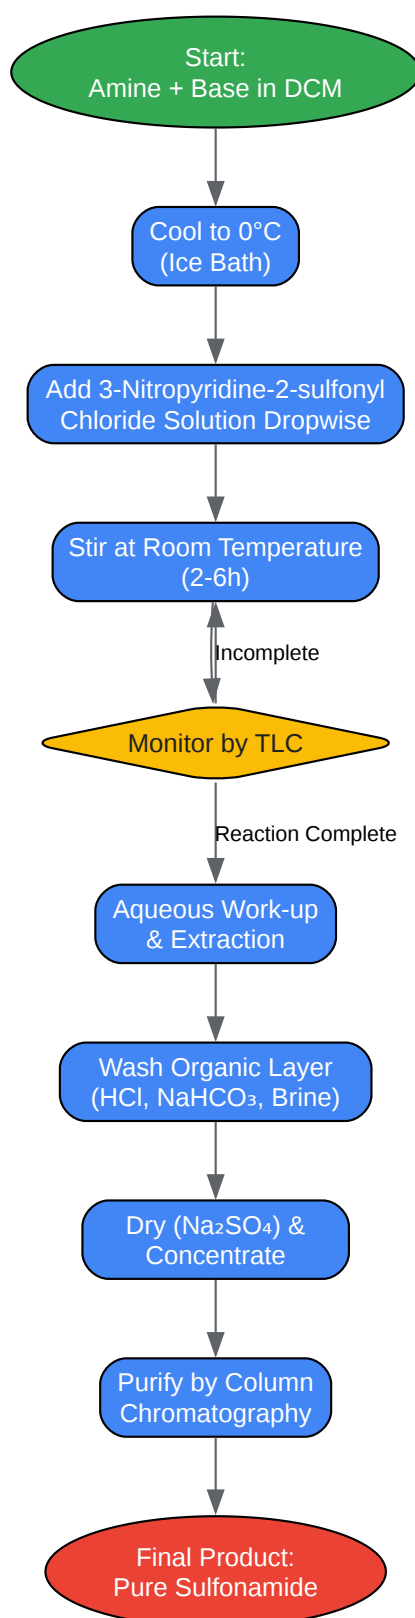 Start:
Amine + Base in DCM
Cool to 0°C
(Ice Bath)
Add 3-Nitropyridine-2-sulfonyl
Chloride Solution Dropwise
Stir at Room Temperature
(2-6h)
Incomplete
Monitor by TLC
Reaction Complete
Aqueous Work-up
& Extraction
Wash Organic Layer
(HCl, NaHCO₃, Brine)
Dry (Na₂SO₄) &
Concentrate
Purify by Column
Chromatography
Final Product:
Pure Sulfonamide